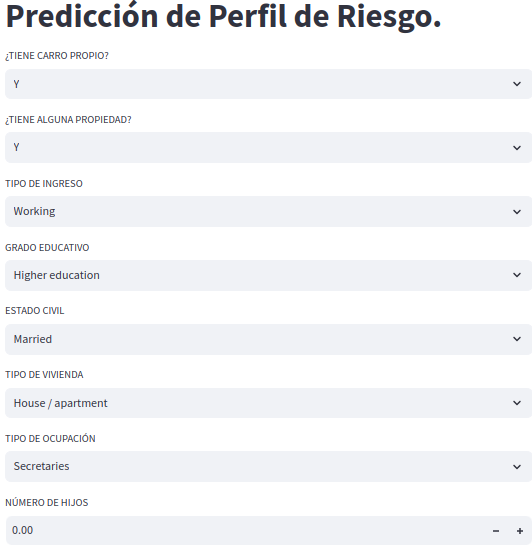 Predicción de Perfil de Riesgo.
¿TIENE CARRO PROPIO?
Y
¿TIENE ALGUNA PROPIEDAD?
Y
TIPO DE INGRESO
Working
GRADO EDUCATIVO
Higher education
ESTADO CIVIL
Married
TIPO DE VIVIENDA
House / apartment
TIPO DE OCUPACIÓN
Secretaries
NÚMERO DE HIJOS
0.00